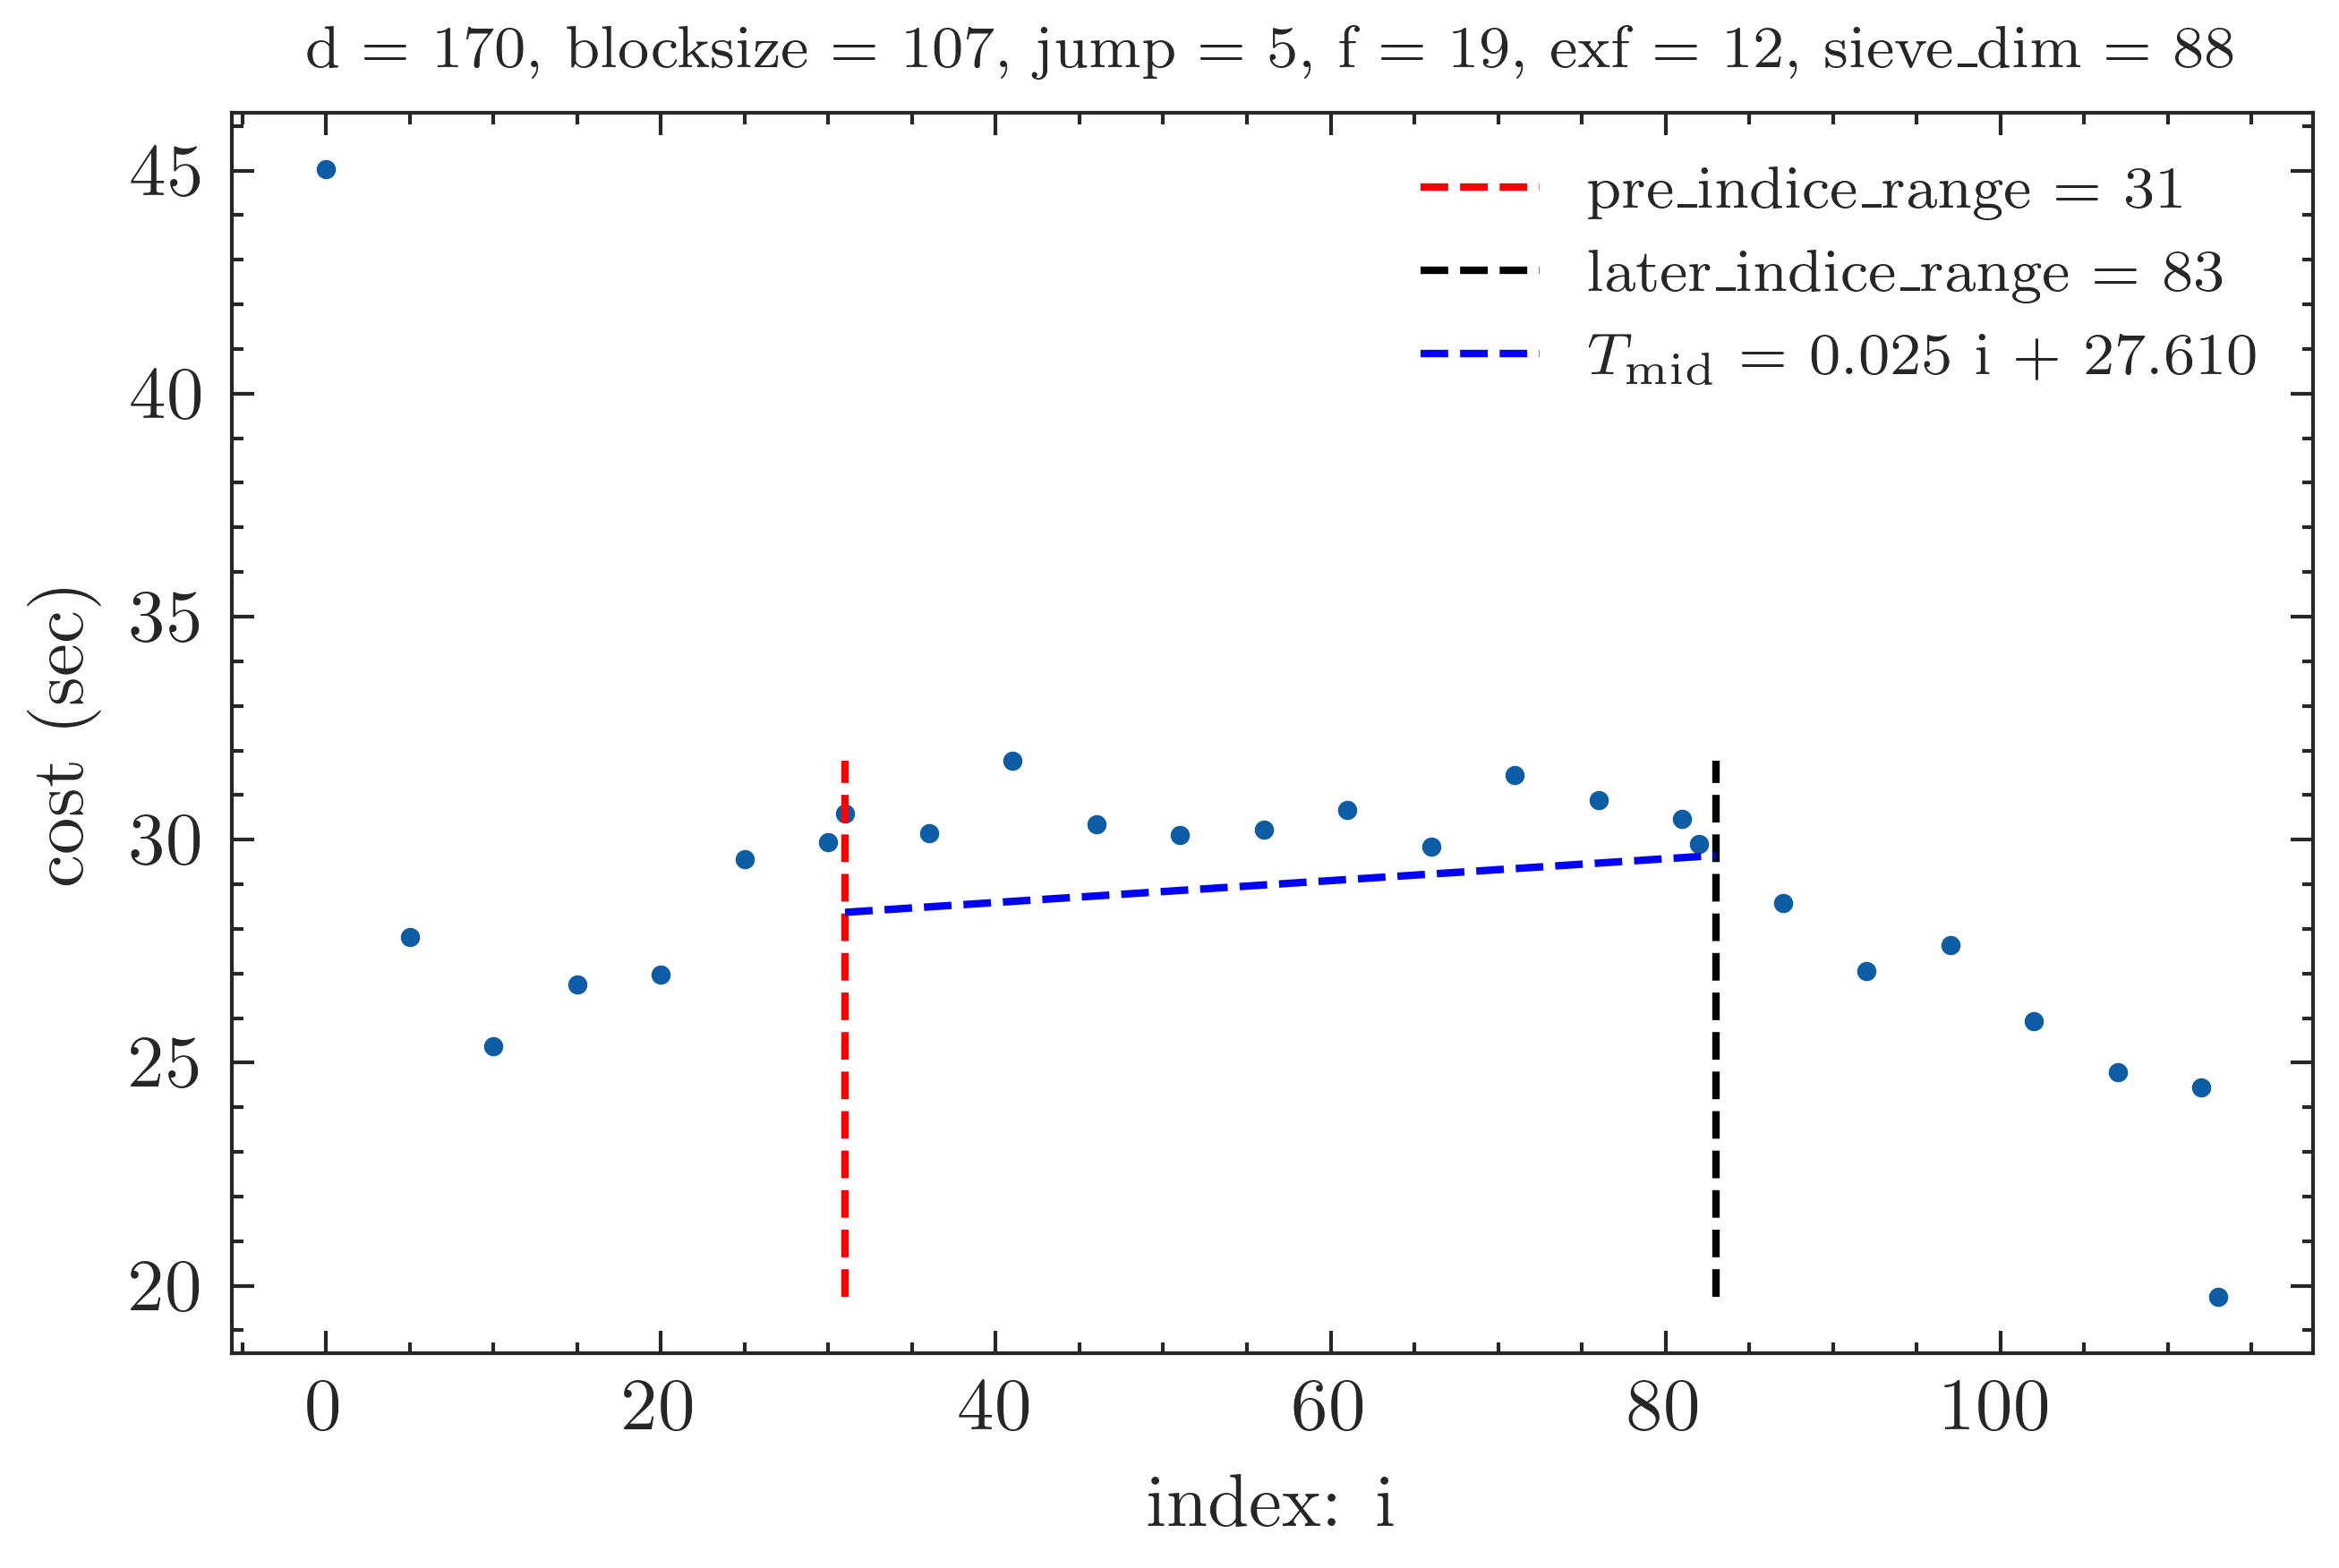 d = 170, blocksize = 107, jump = 5, f = 19, exf = 12, sieve_dim = 88
pre_indice_range = 31
later_indice_range = 83
T_mid = 0.025 i + 27.610
cost (sec)
45
40
35
30
25
20
0 20 40 60 80 100
index: i